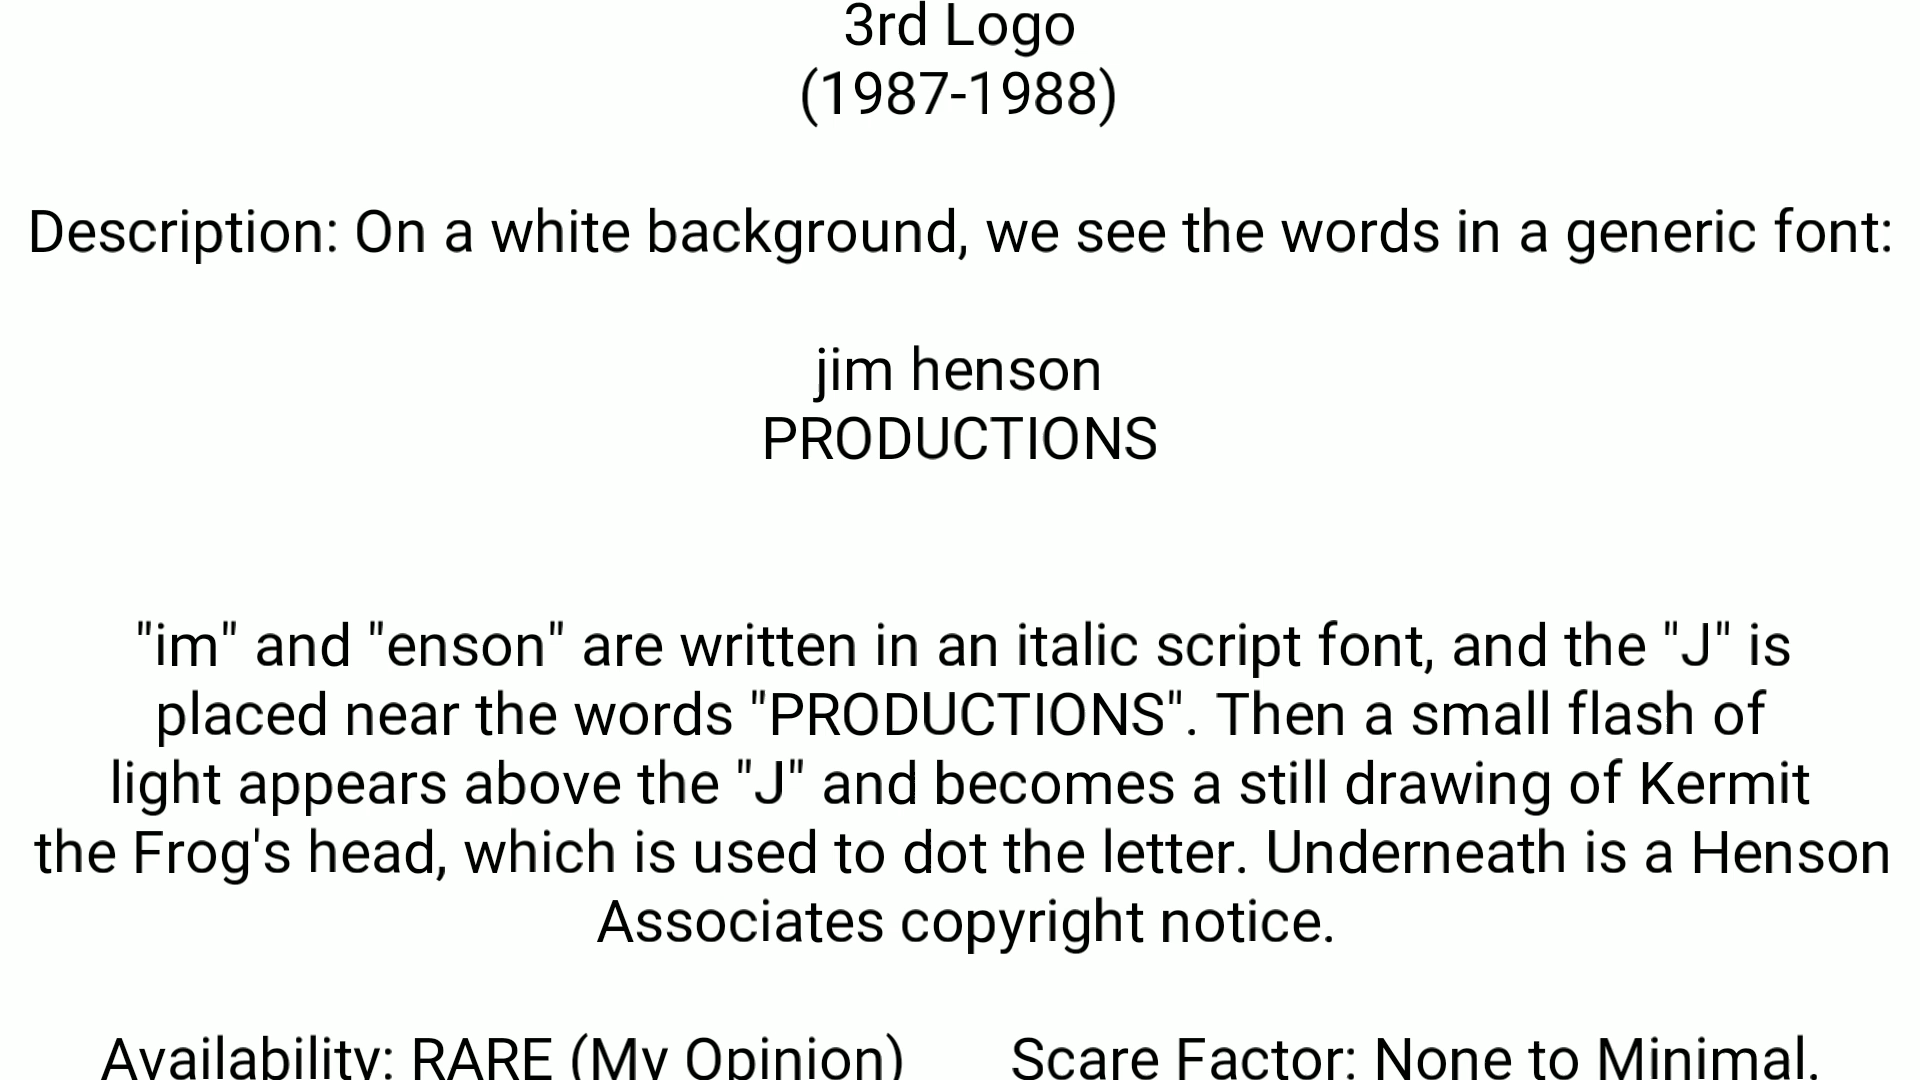 3rd Logo
(1987-1988)
Description: On a white background, we see the words in a generic font:
jim henson
PRODUCTIONS
"im" and "enson" are written in an italic script font, and the "J" is
placed near the words "PRODUCTIONS". Then a small flash of
light appears above the "J" and becomes a still drawing of Kermit
the Frog's head, which is used to dot the letter. Underneath is a Henson
Associates copyright notice.
Availability: RARE (My Opinion) Scare Factor: None to Minimal.